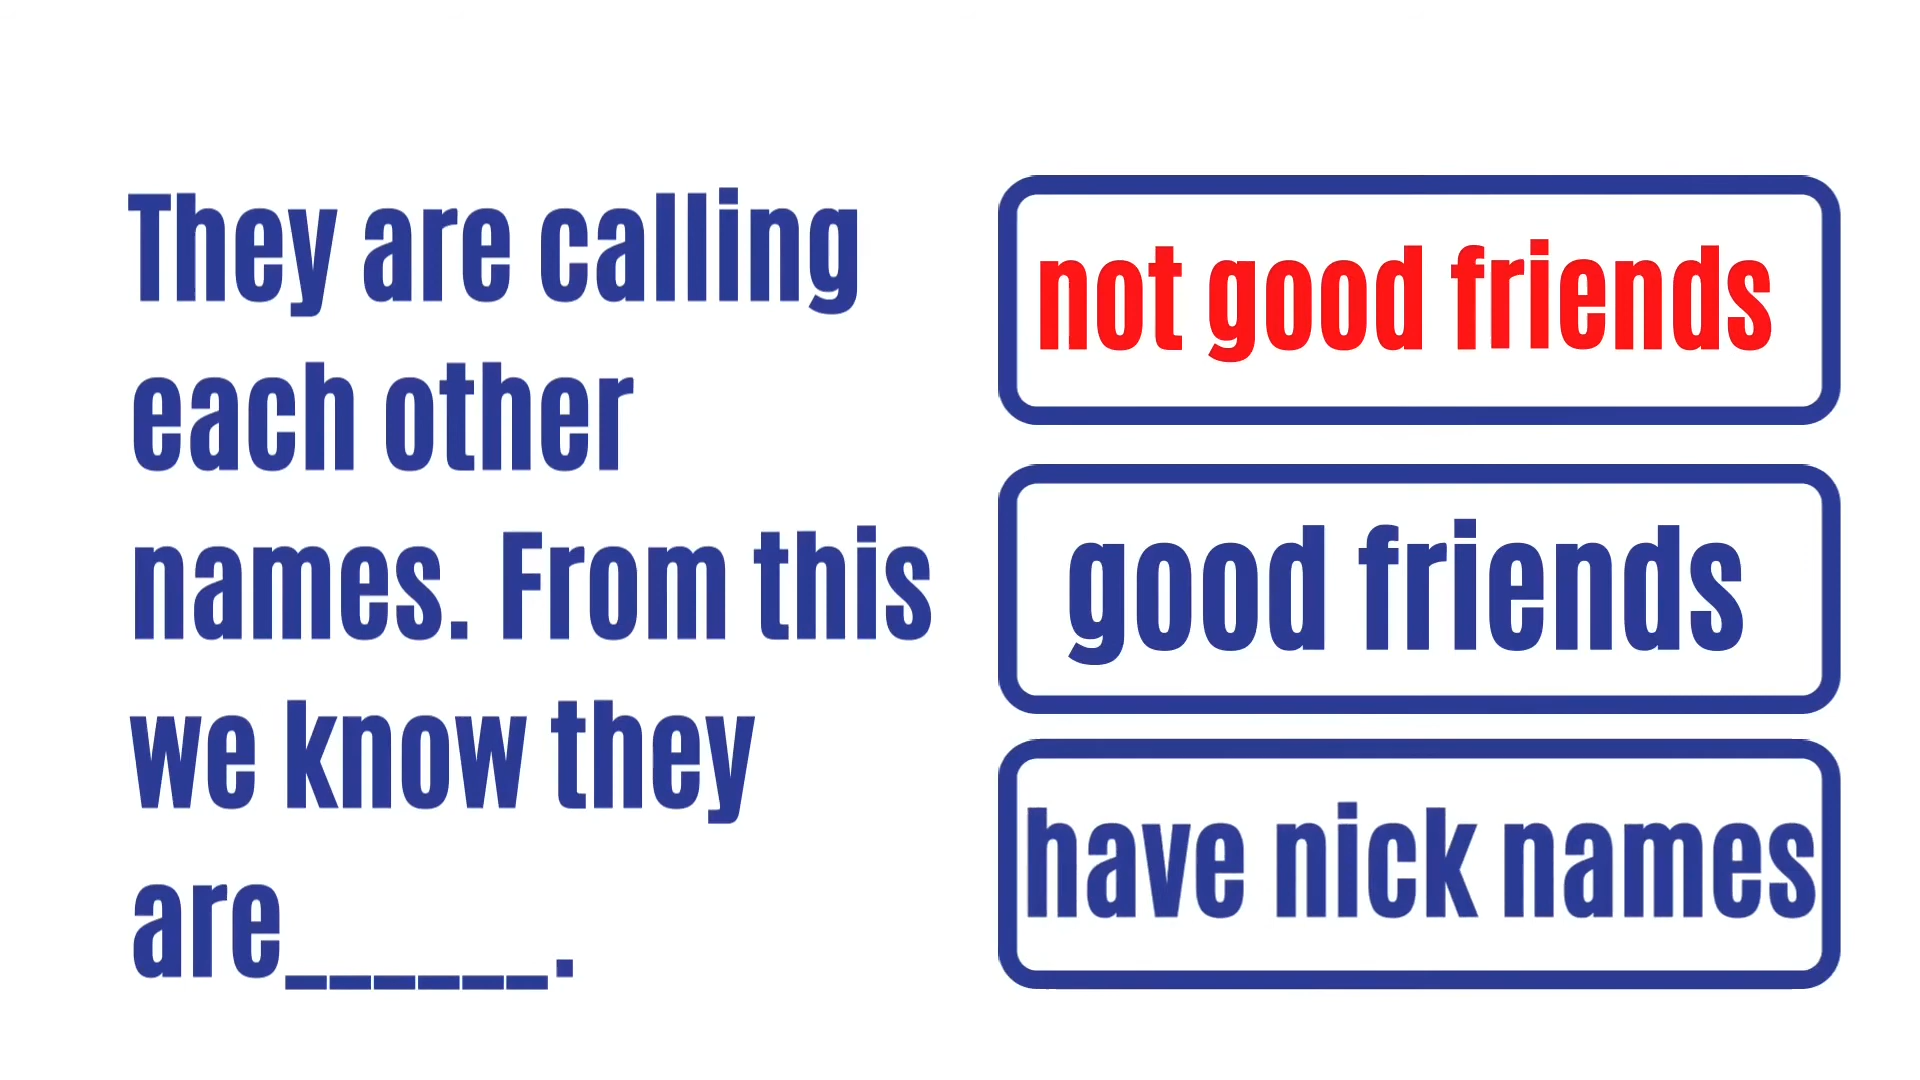 They are calling
each other
names. From this
we know they
are______.
not good friends
good friends
have nick names